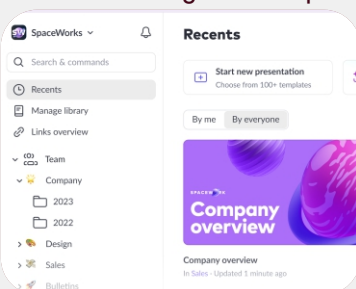 SpaceWorks
Search & commands
Recents
Manage library
Links overview
Team
Company
2023
2022
Design
Sales
Bulletins
Recents
Start new presentation
Choose from 100+ templates
By me
By everyone
Company
overview
Company overview
In Sales - Updated 1 minute ago